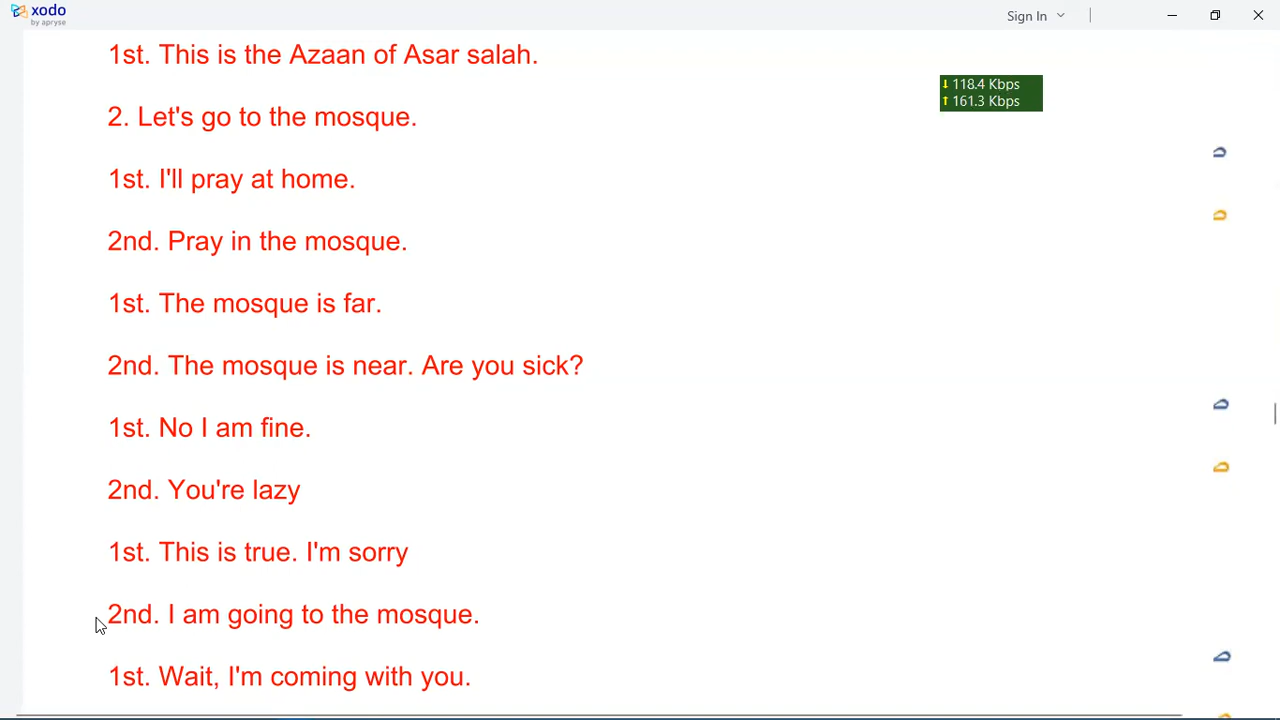 xodo
by apryse
Sign In
1st. This is the Azaan of Asar salah.
118.4 Kbps
161.3 Kbps
2. Let's go to the mosque.
1st. I'll pray at home.
2nd. Pray in the mosque.
1st. The mosque is far.
2nd. The mosque is near. Are you sick?
1st. No I am fine.
2nd. You're lazy
1st. This is true. I'm sorry
2nd. I am going to the mosque.
1st. Wait, I'm coming with you.